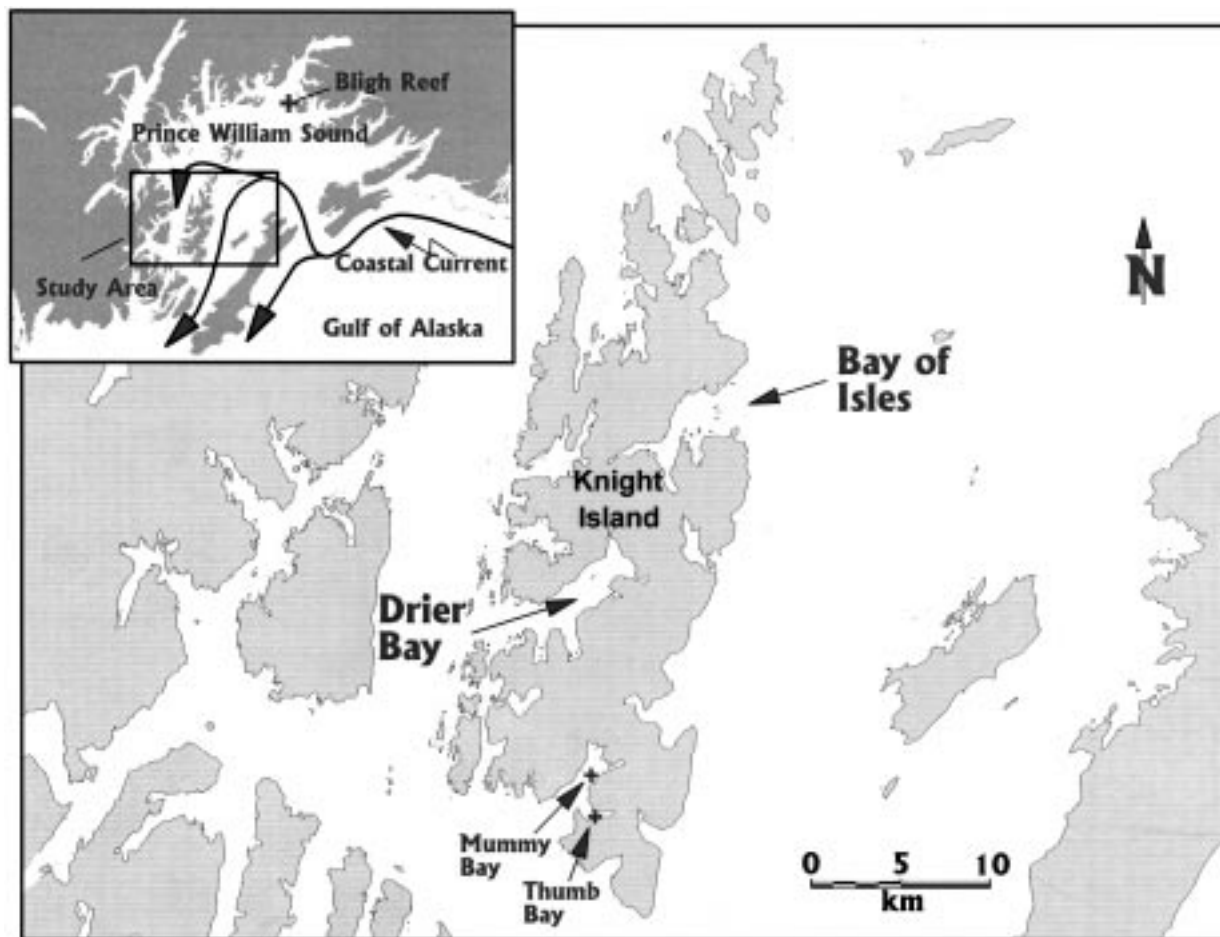 Bligh Reef
Prince William Sound
Coastal Current
Study Area
Gulf of Alaska
N
Bay of
Isles
Knight
Island
Drier
Bay
Mummy
Bay
Thumb
Bay
0 5 10
km